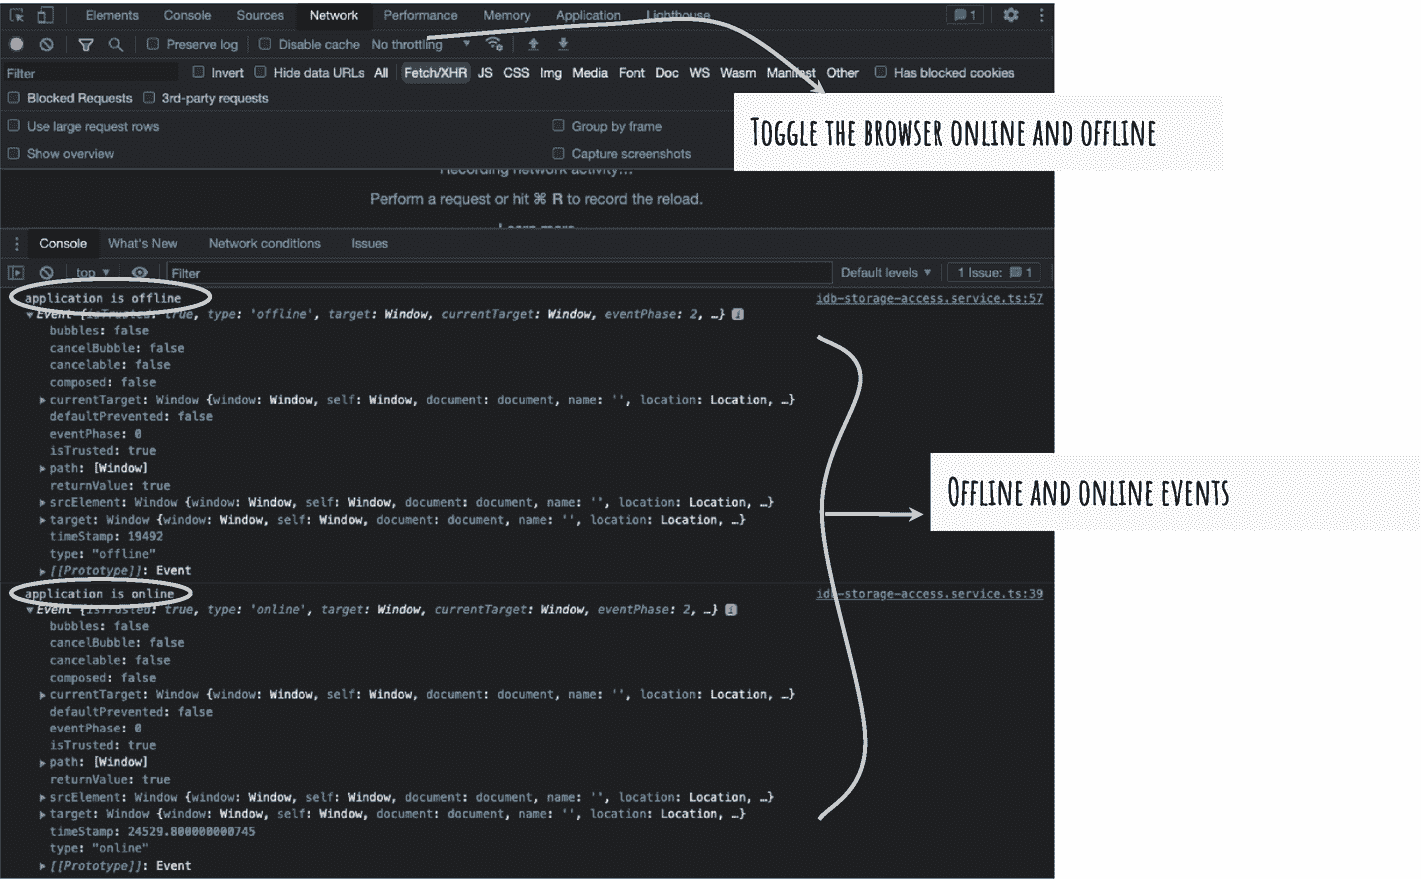 Elements Console Sources Network Performance Memory Application Lighthouse 1
Preserve log Disable cache No throttling
Filter Invert Hide data URLs All Fetch/XHR JS CSS Img Media Font Doc WS Wasm Manifest Other Has blocked cookies
Blocked Requests 3rd-party requests
Use large request rows Group by frame
Show overview Capture screenshots
Toggle the browser online and offline
Recording network activity…
Perform a request or hit ⌘ R to record the reload.
Learn more
Console What's New Network conditions Issues
top Filter Default levels 1 Issue: 1
application is offline idb-storage-access.service.ts:57
Event {isTrusted: true, type: 'offline', target: Window, currentTarget: Window, eventPhase: 2, …}
bubbles: false
cancelBubble: false
cancelable: false
composed: false
currentTarget: Window {window: Window, self: Window, document: document, name: '', location: Location, …}
defaultPrevented: false
eventPhase: 0
isTrusted: true
path: [Window]
returnValue: true
srcElement: Window {window: Window, self: Window, document: document, name: '', location: Location, …}
target: Window {window: Window, self: Window, document: document, name: '', location: Location, …}
timeStamp: 19492
type: "offline"
[[Prototype]]: Event
Offline and online events
application is online idb-storage-access.service.ts:39
Event {isTrusted: true, type: 'online', target: Window, currentTarget: Window, eventPhase: 2, …}
bubbles: false
cancelBubble: false
cancelable: false
composed: false
currentTarget: Window {window: Window, self: Window, document: document, name: '', location: Location, …}
defaultPrevented: false
eventPhase: 0
isTrusted: true
path: [Window]
returnValue: true
srcElement: Window {window: Window, self: Window, document: document, name: '', location: Location, …}
target: Window {window: Window, self: Window, document: document, name: '', location: Location, …}
timeStamp: 24529.800000000745
type: "online"
[[Prototype]]: Event